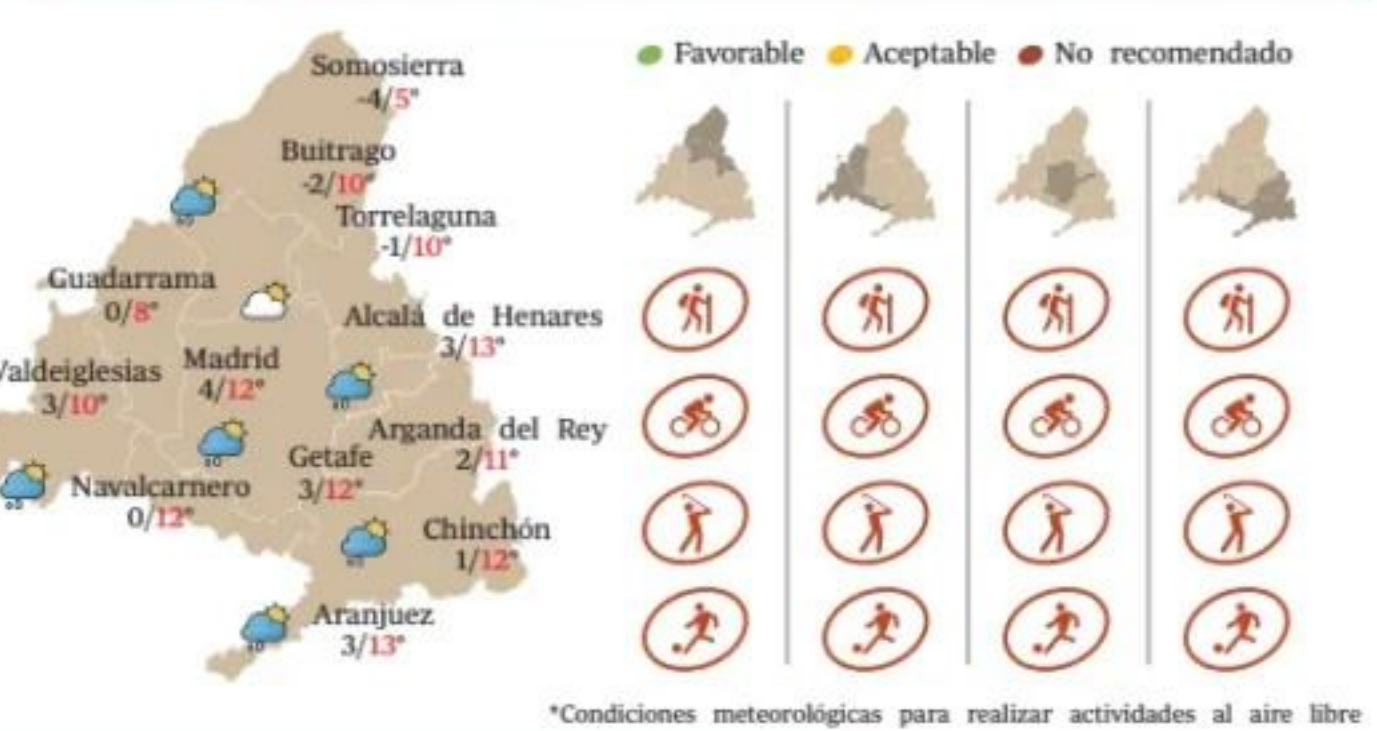 Favorable Aceptable No recomendado
Somosierra
-4/5°
Buitrago
-2/10°
Torrelaguna
-1/10°
Guadarrama
0/8°
Alcalá de Henares
3/13°
Valdeiglesias
3/10°
Madrid
4/12°
Arganda del Rey
2/11°
Getafe
3/12°
Navalcarnero
0/12°
Chinchón
1/12°
Aranjuez
3/13°
*Condiciones meteorológicas para realizar actividades al aire libre